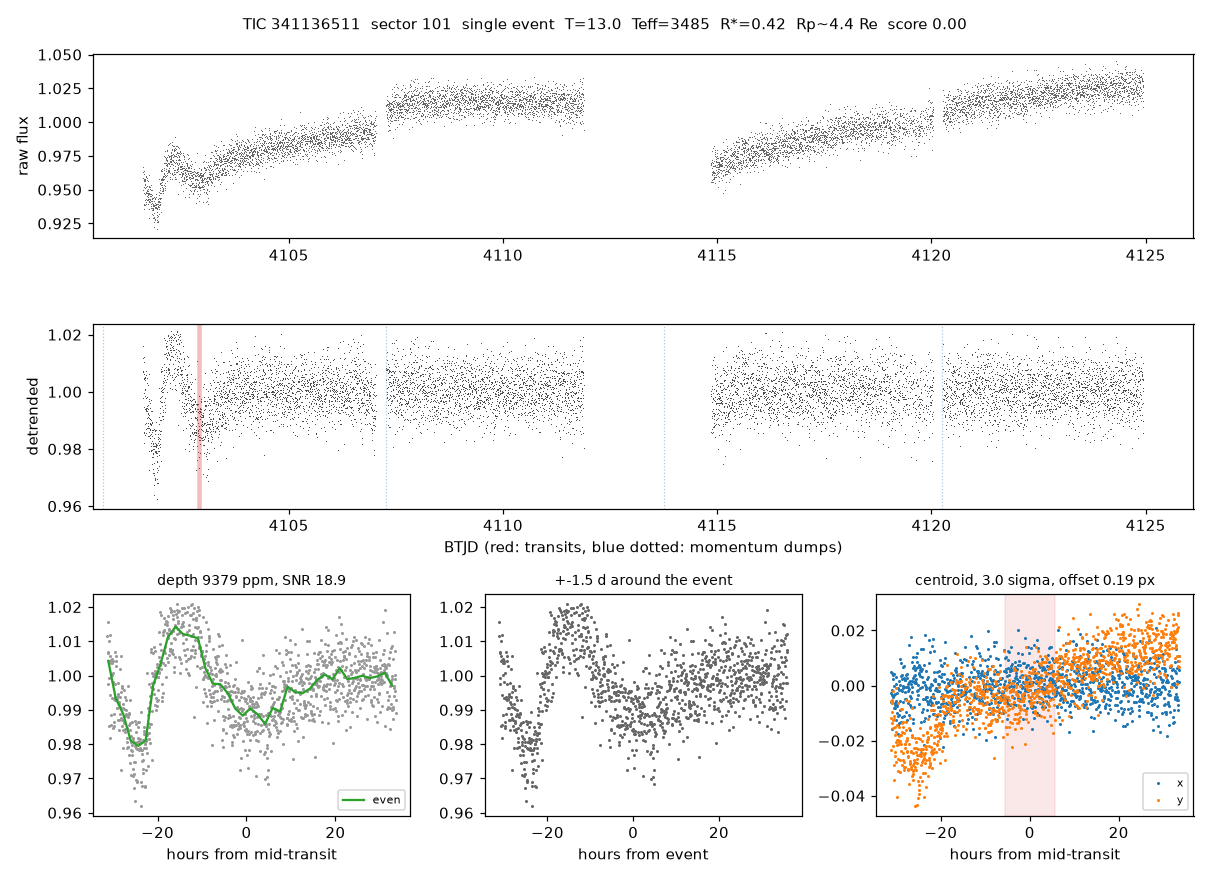 TIC 341136511  sector 101  single event  T=13.0  Teff=3485  R*=0.42  Rp~4.4 Re  score 0.00
1.050
1.025
1.000
0.975
0.950
0.925
raw flux
4105 4110 4115 4120 4125
1.02
1.00
0.98
0.96
detrended
4105 4110 4115 4120 4125
BTJD (red: transits, blue dotted: momentum dumps)
depth 9379 ppm, SNR 18.9
1.02
1.01
1.00
0.99
0.98
0.97
0.96
even
−20 0 20
hours from mid-transit
+-1.5 d around the event
1.02
1.01
1.00
0.99
0.98
0.97
0.96
−20 0 20
hours from event
centroid, 3.0 sigma, offset 0.19 px
0.02
0.00
−0.02
−0.04
x
y
−20 0 20
hours from mid-transit